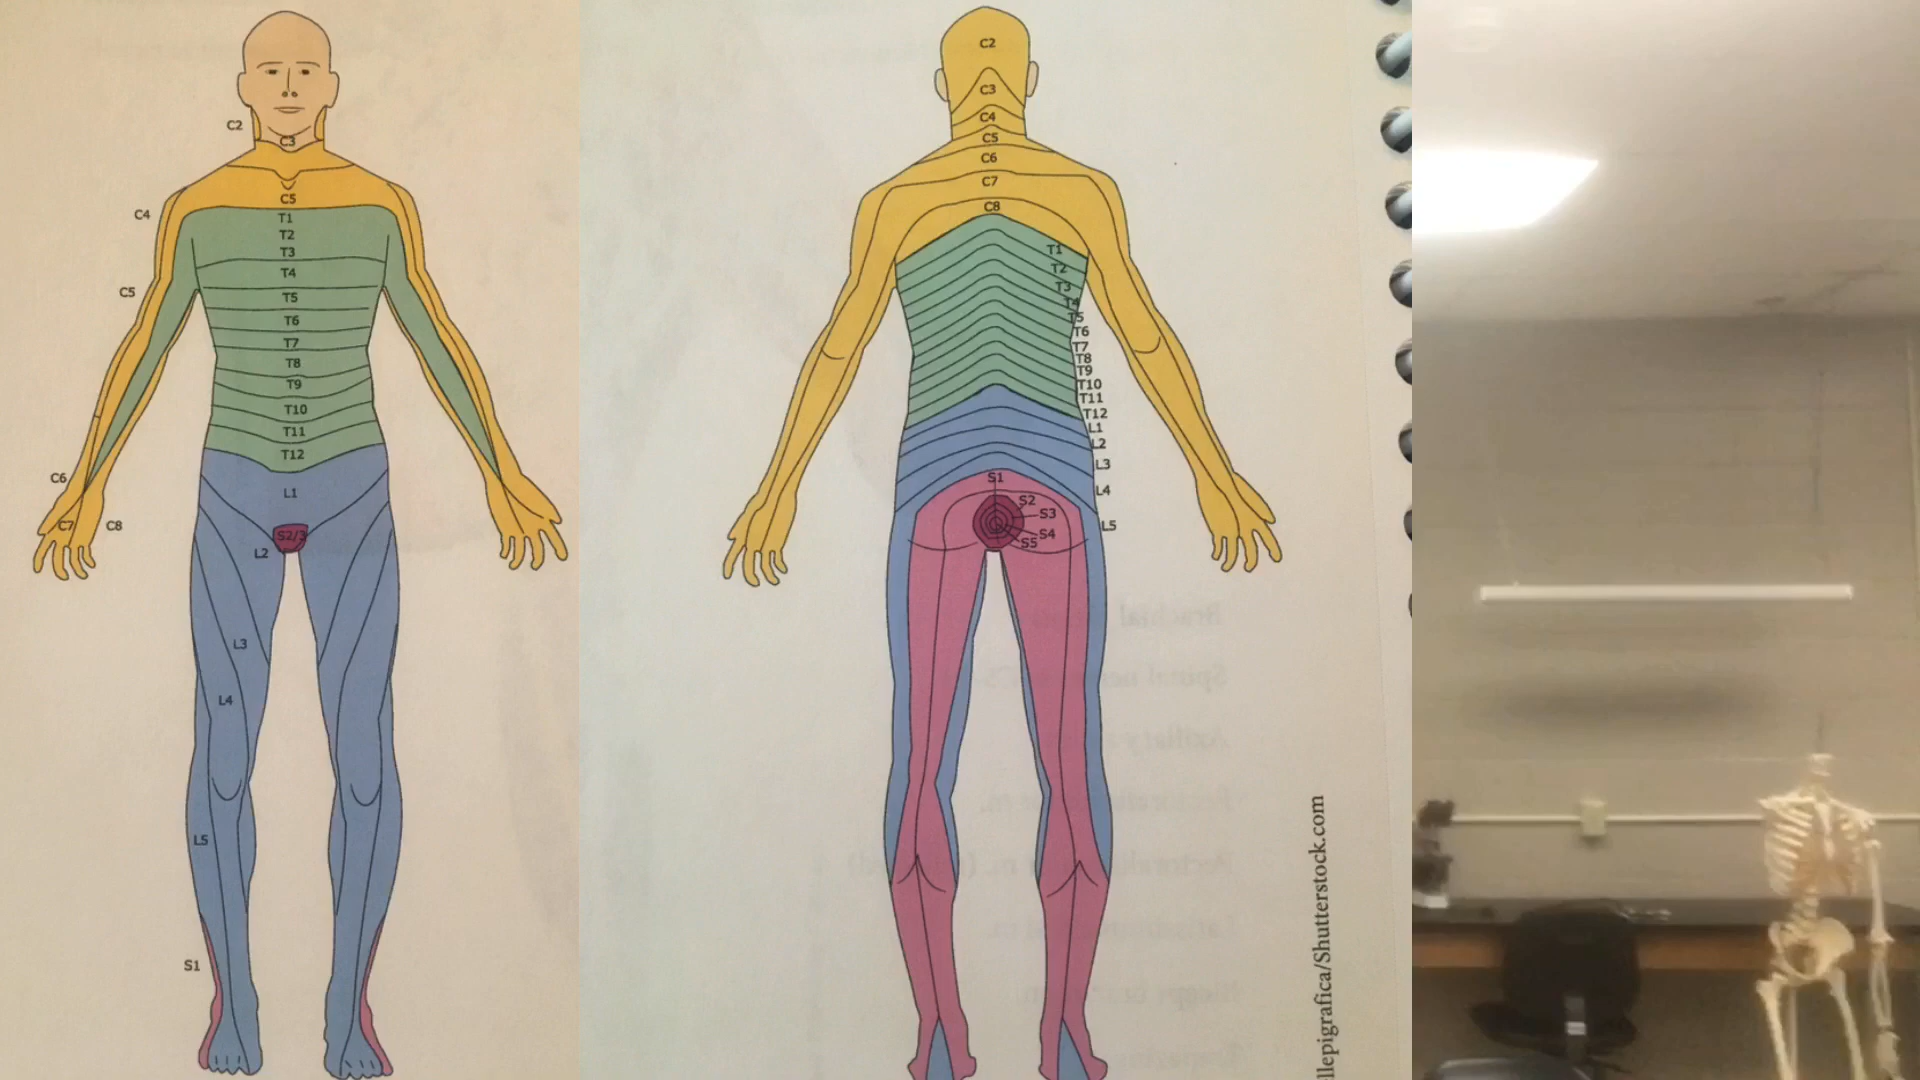 C2
C3
C4
C5
T1
T2
T3
T4
C5
T5
T6
T7
T8
T9
T10
T11
T12
C6
L1
C7
C8
S2/3
L2
L3
L4
L5
S1
C2
C3
C4
C5
C6
C7
C8
T1
T2
T3
T4
T5
T6
T7
T8
T9
T10
T11
T12
L1
L2
L3
S1
L4
S2
S3
L5
S4
S5
llepigrafica/Shutterstock.com